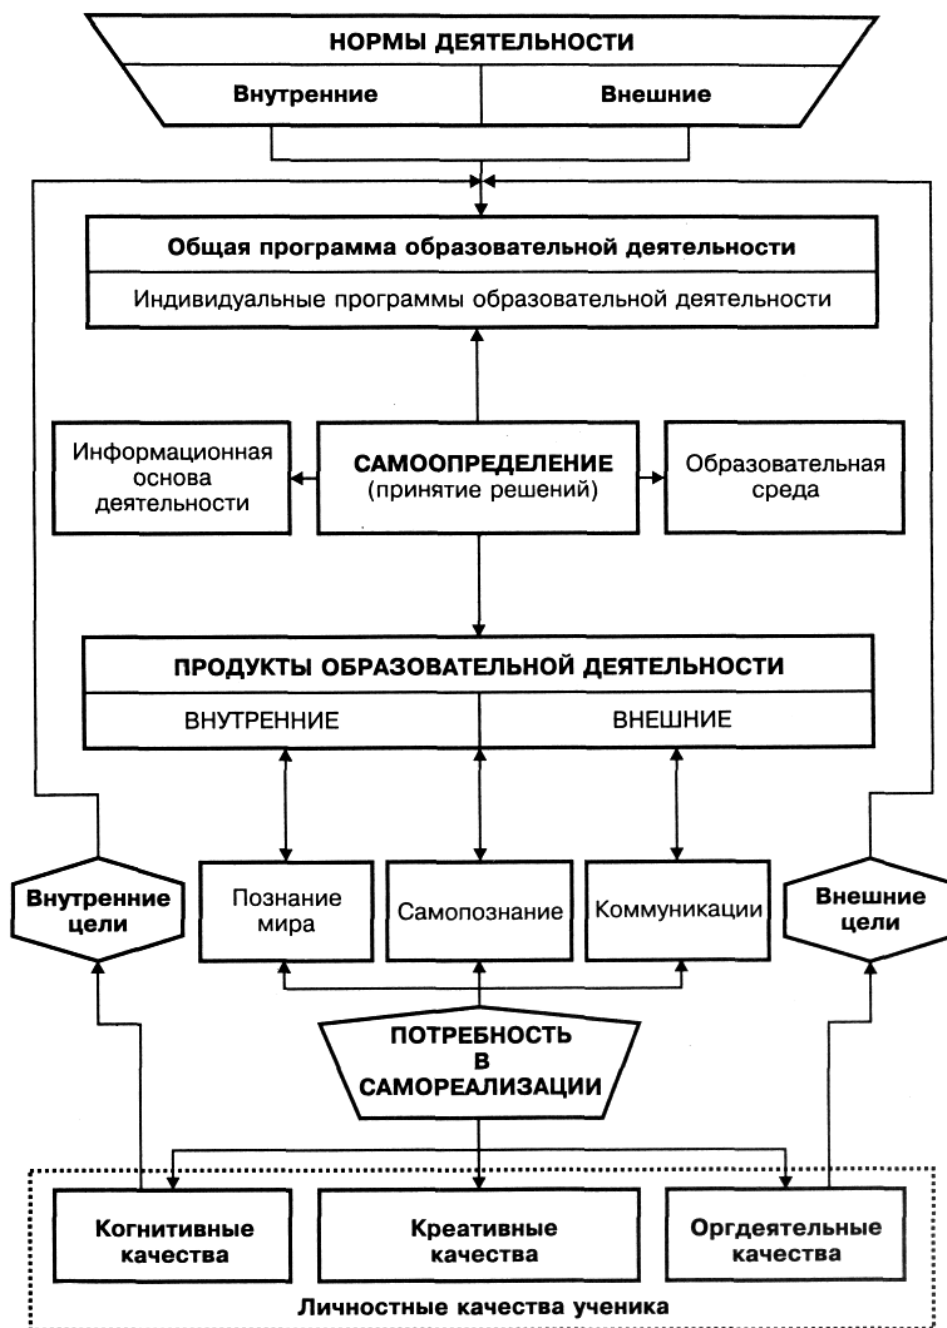 НОРМЫ ДЕЯТЕЛЬНОСТИ
Внутренние
Внешние
Общая программа образовательной деятельности
Индивидуальные программы образовательной деятельности
Информационная
основа
деятельности
САМООПРЕДЕЛЕНИЕ
(принятие решений)
Образовательная
среда
ПРОДУКТЫ ОБРАЗОВАТЕЛЬНОЙ ДЕЯТЕЛЬНОСТИ
ВНУТРЕННИЕ
ВНЕШНИЕ
Внутренние
цели
Познание
мира
Самопознание
Коммуникации
Внешние
цели
ПОТРЕБНОСТЬ
В
САМОРЕАЛИЗАЦИИ
Когнитивные
качества
Креативные
качества
Оргдеятельные
качества
Личностные качества ученика